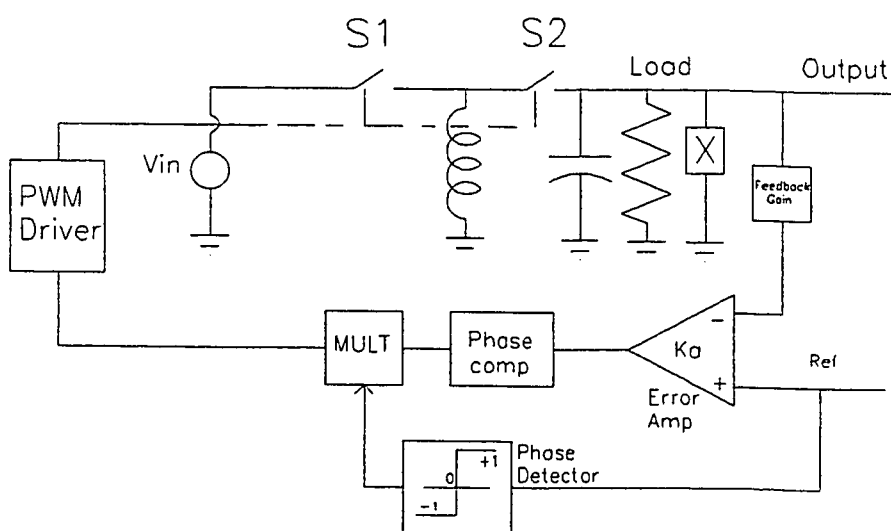 S1
S2
Load
Output
Vin
PWM
Driver
X
Feedback
Gain
MULT
Phase
comp
Ka
-
+
Error
Amp
Ref
Phase
Detector
+1
0
-1